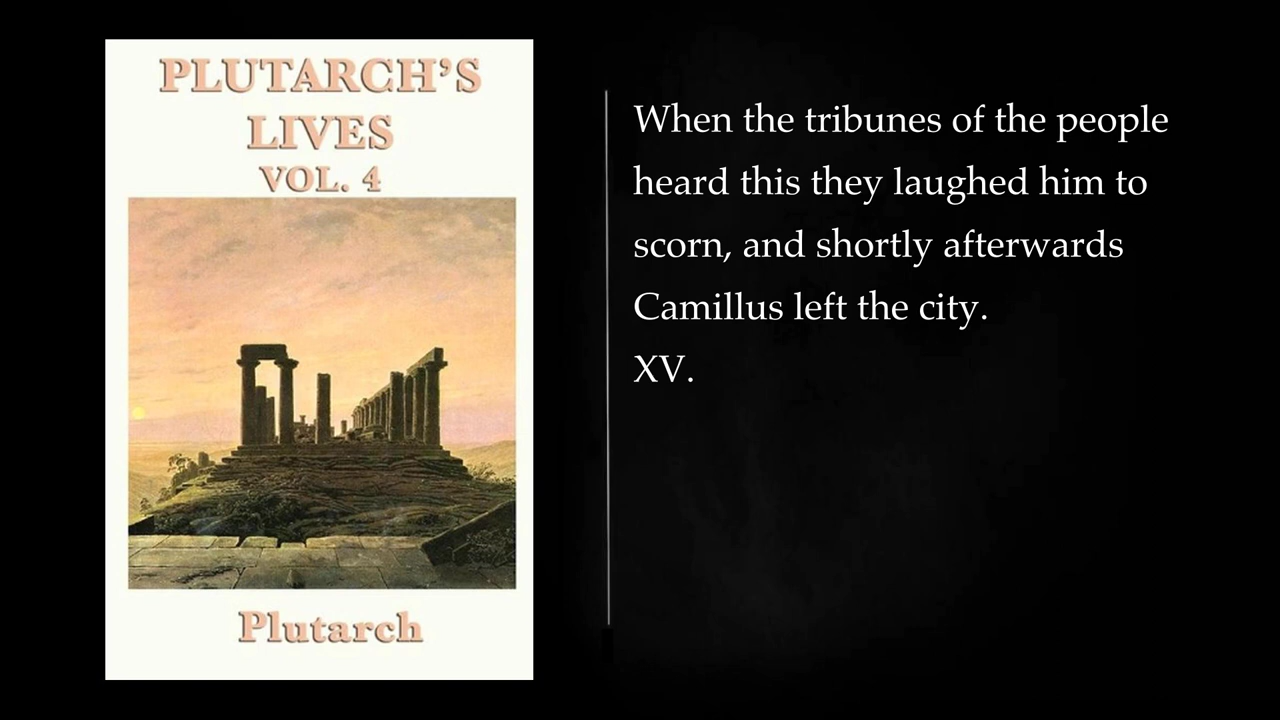 PLUTARCH'S
LIVES
VOL. 4
Plutarch
When the tribunes of the people
heard this they laughed him to
scorn, and shortly afterwards
Camillus left the city.
XV.